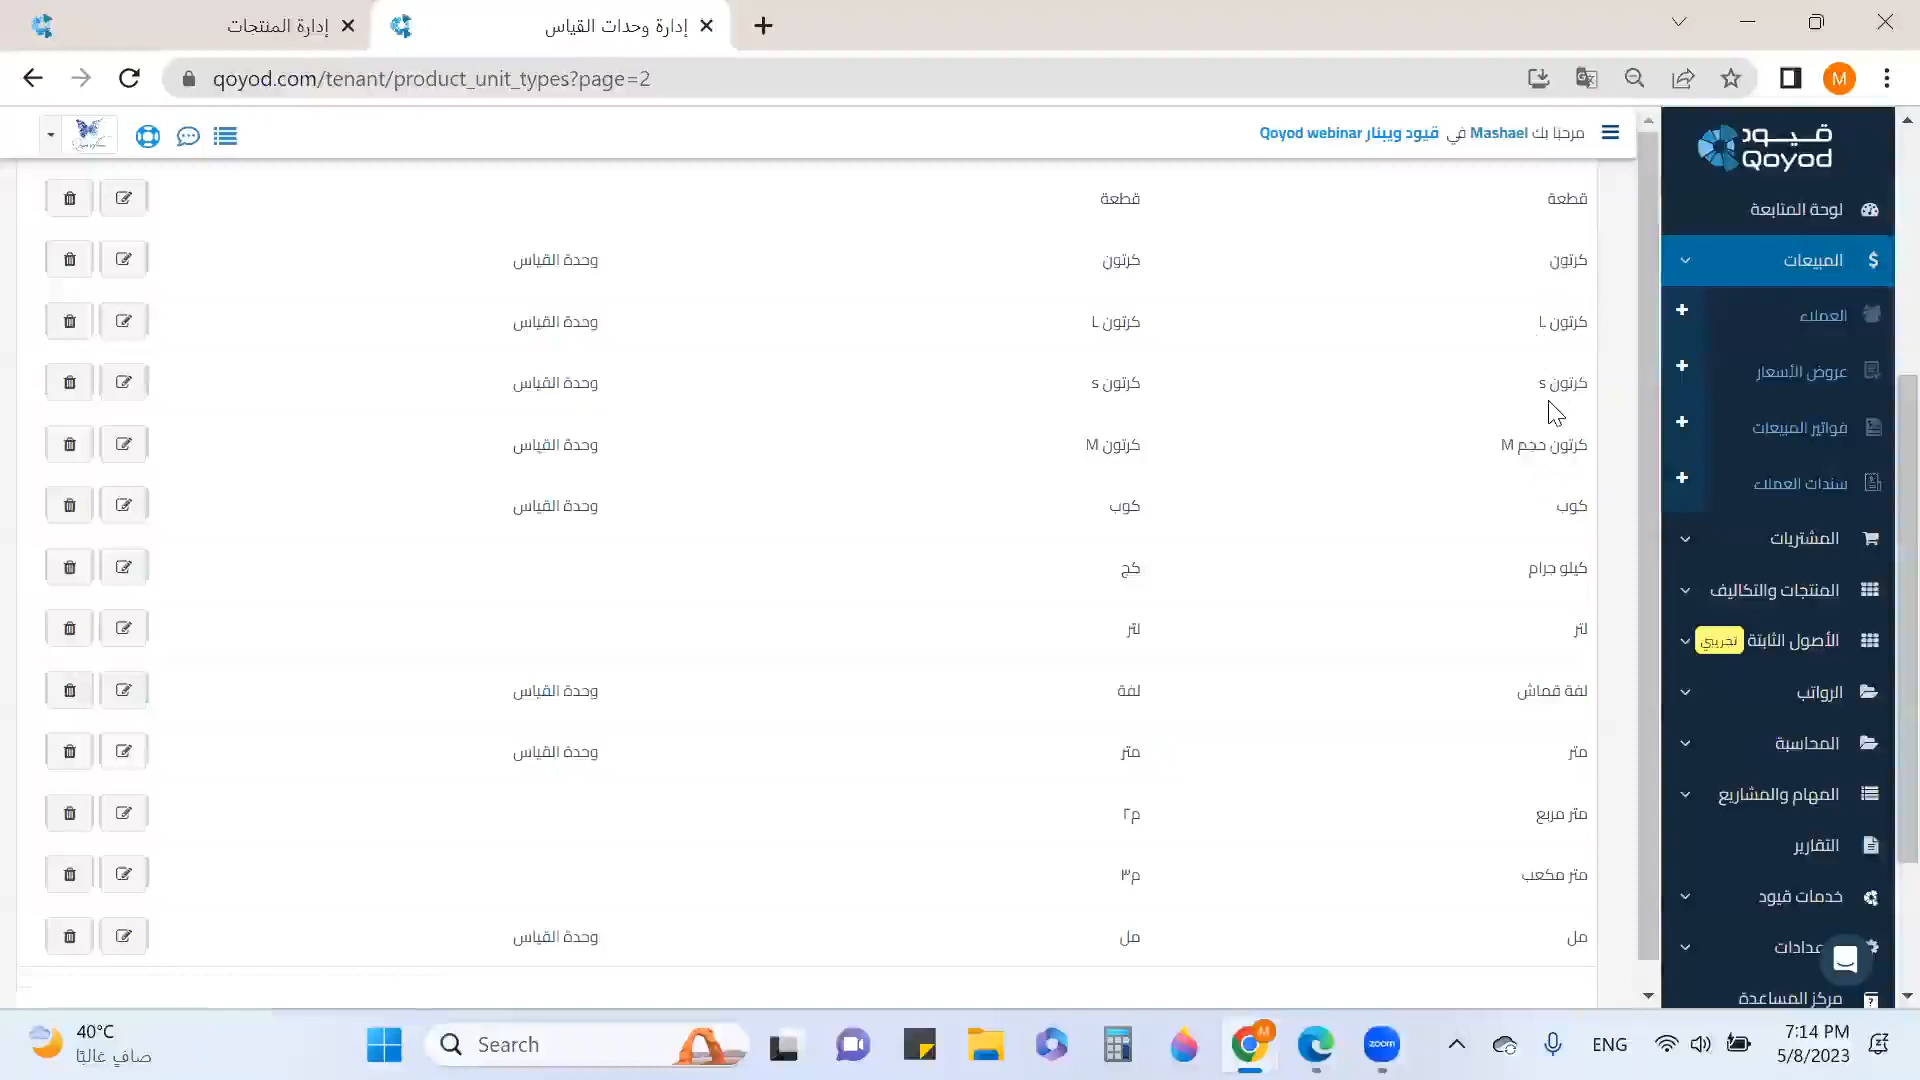 إدارة المنتجات
إدارة وحدات القياس
qoyod.com/tenant/product_unit_types?page=2
M
مرحبًا بك Mashael في قيود ويبنار Qoyod webinar
قيود
Qoyod
قطعة قطعة
كرتون كرتون وحدة القياس
كرتون L كرتون L وحدة القياس
كرتون s كرتون s وحدة القياس
كرتون حجم M كرتون M وحدة القياس
كوب كوب وحدة القياس
كيلو جرام كج
لتر لتر
لفة قماش لفة وحدة القياس
متر متر وحدة القياس
متر مربع م٢
متر مكعب م٣
مل مل وحدة القياس
لوحة المتابعة
المبيعات
العملاء
عروض الأسعار
فواتير المبيعات
سندات العملاء
المشتريات
المنتجات والتكاليف
الأصول الثابتة تجريبي
الرواتب
المحاسبة
المهام والمشاريع
التقارير
خدمات قيود
مركز المساعدة
40°C
صافٍ غالبًا
Search
M
zoom
ENG
7:14 PM
5/8/2023